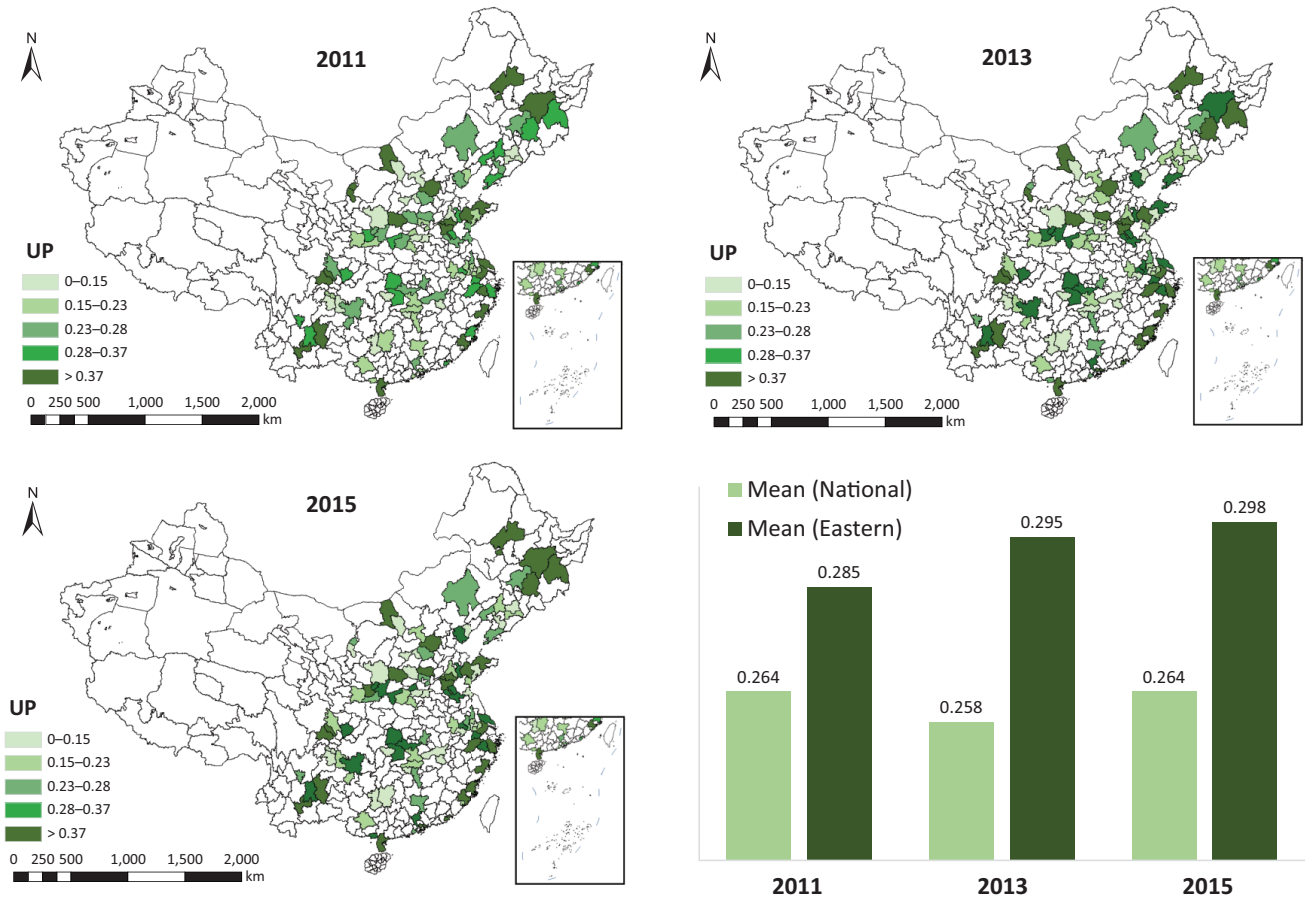 N
2011
UP
0–0.15
0.15–0.23
0.23–0.28
0.28–0.37
> 0.37
0 250 500 1,000 1,500 2,000
km
N
2013
UP
0–0.15
0.15–0.23
0.23–0.28
0.28–0.37
> 0.37
0 250 500 1,000 1,500 2,000
km
N
2015
UP
0–0.15
0.15–0.23
0.23–0.28
0.28–0.37
> 0.37
0 250 500 1,000 1,500 2,000
km
Mean (National)
Mean (Eastern)
0.264 0.285 0.258 0.295 0.264 0.298
2011 2013 2015